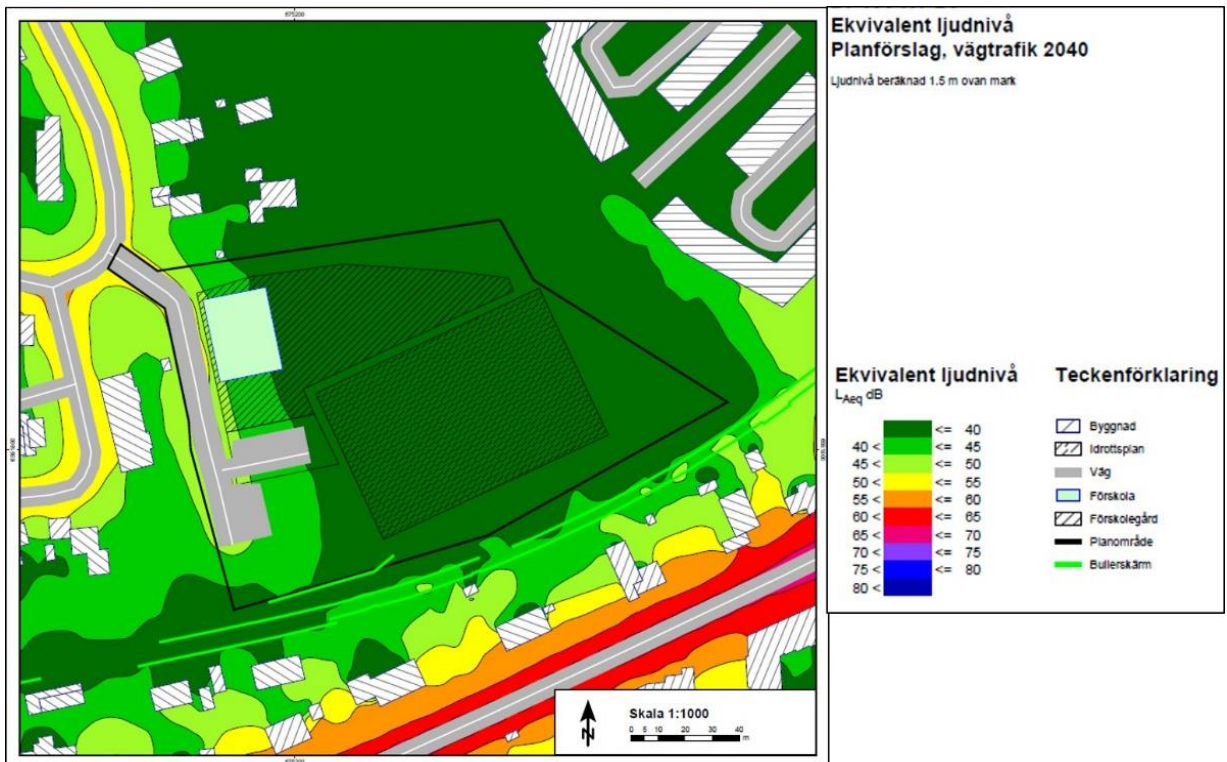 675200
Ekvivalent ljudnivå
Planförslag, vägtrafik 2040
Ljudnivå beräknad 1.5 m ovan mark
Ekvivalent ljudnivå
LAeq dB
<= 40
40 < <= 45
45 < <= 50
50 < <= 55
55 < <= 60
60 < <= 65
65 < <= 70
70 < <= 75
75 < <= 80
80 <
Teckenförklaring
Byggnad
Idrottsplan
Väg
Förskola
Förskolegård
Planområde
Bullerskärm
Skala 1:1000
0 5 10 20 30 40
m
N
675200